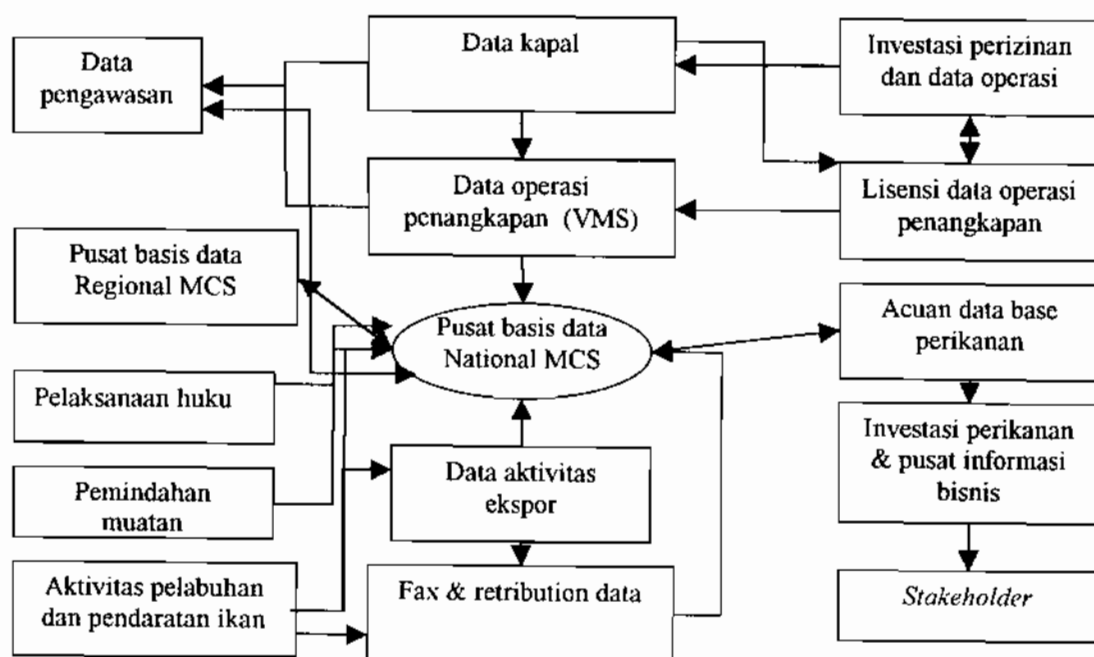 Data kapal
Investasi perizinan
dan data operasi
Data
pengawasan
Data operasi
penangkapan (VMS)
Lisensi data operasi
penangkapan
Pusat basis data
Regional MCS
Pusat basis data
National MCS
Acuan data base
perikanan
Pelaksanaan huku
Investasi perikanan
& pusat informasi
bisnis
Data aktivitas
ekspor
Pemindahan
muatan
Aktivitas pelabuhan
dan pendaratan ikan
Fax & retribution data
Stakeholder